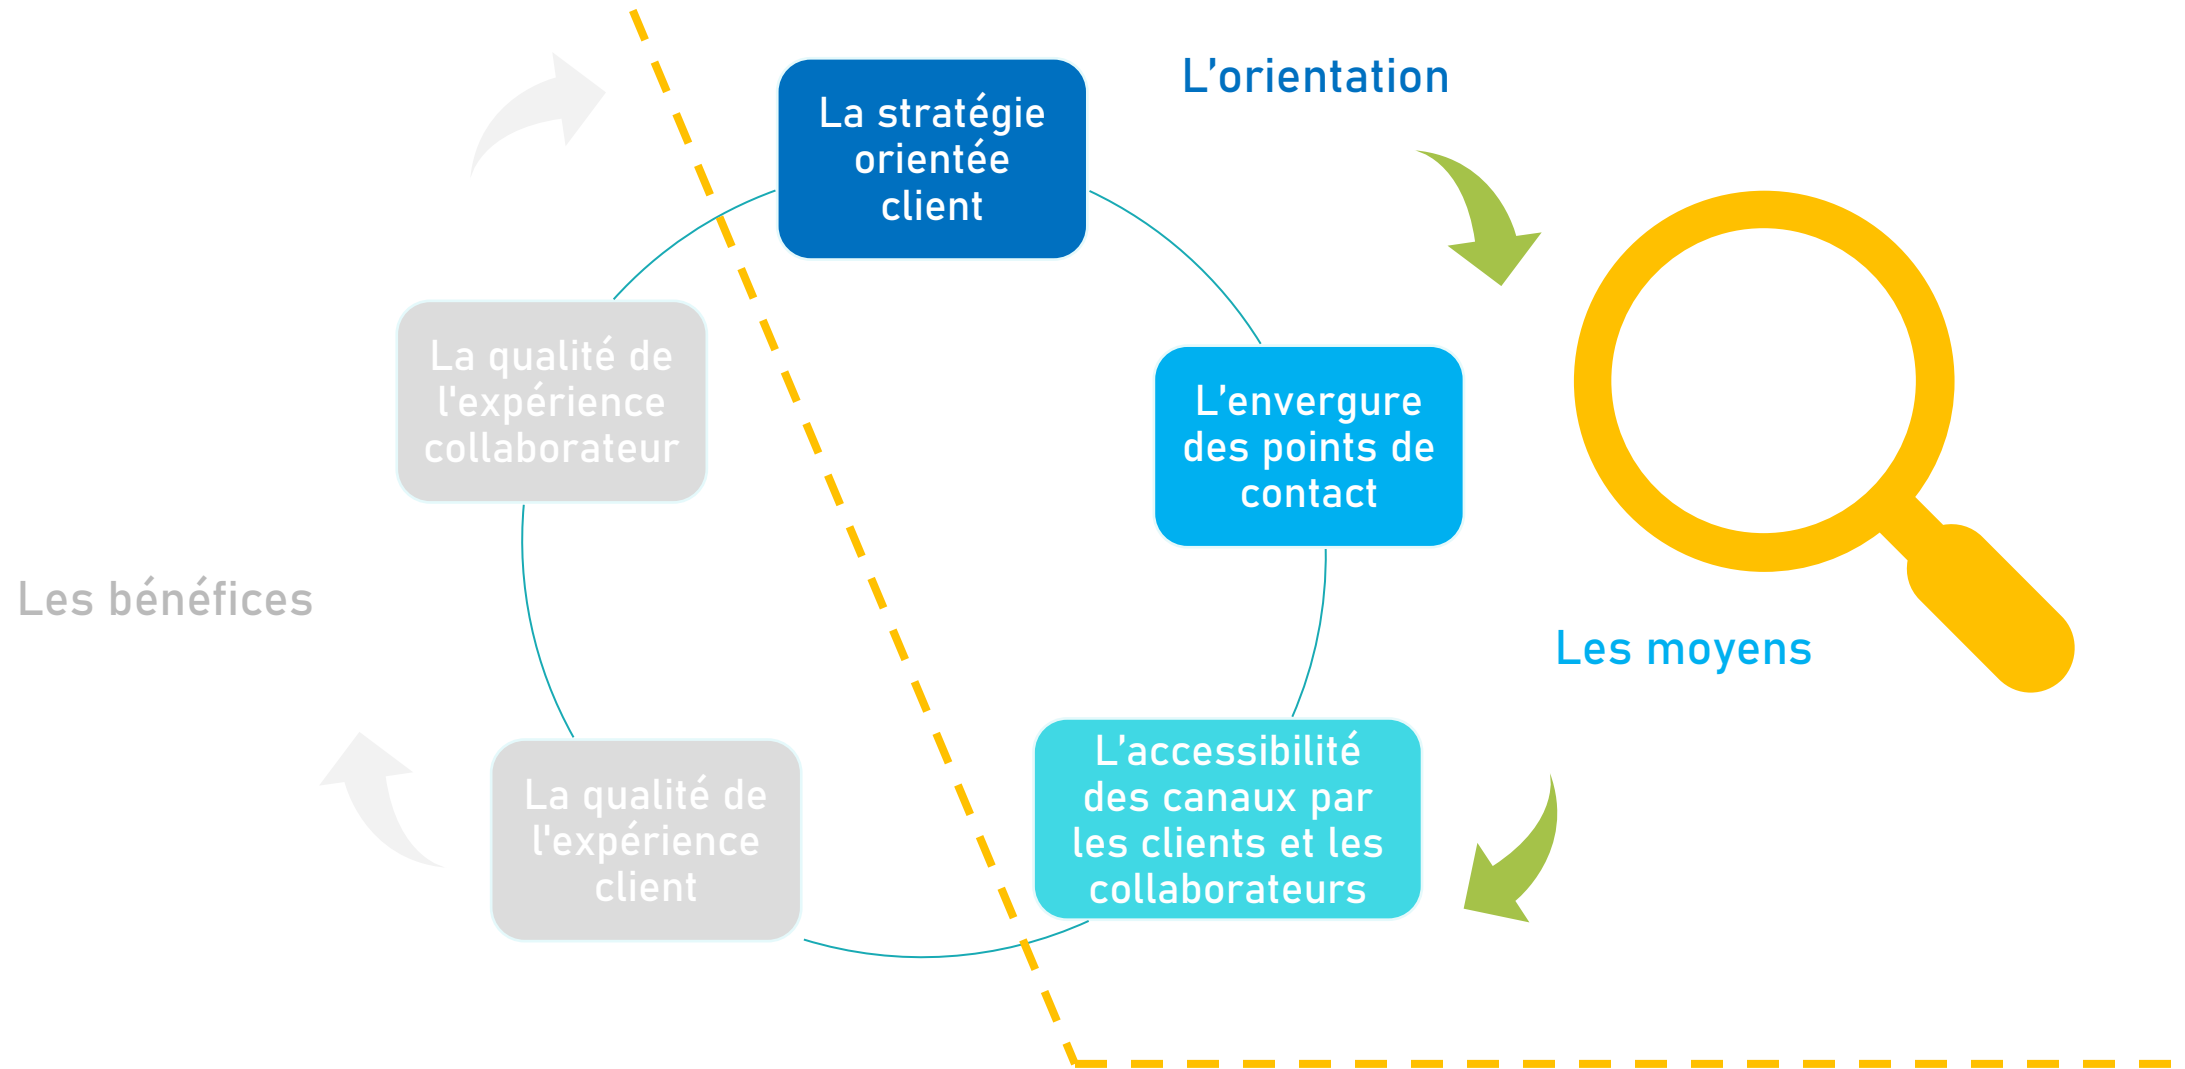 L’orientation
La stratégie
orientée
client
La qualité de
l'expérience
collaborateur
L’envergure
des points de
contact
Les bénéfices
Les moyens
L’accessibilité
des canaux par
les clients et les
collaborateurs
La qualité de
l'expérience
client